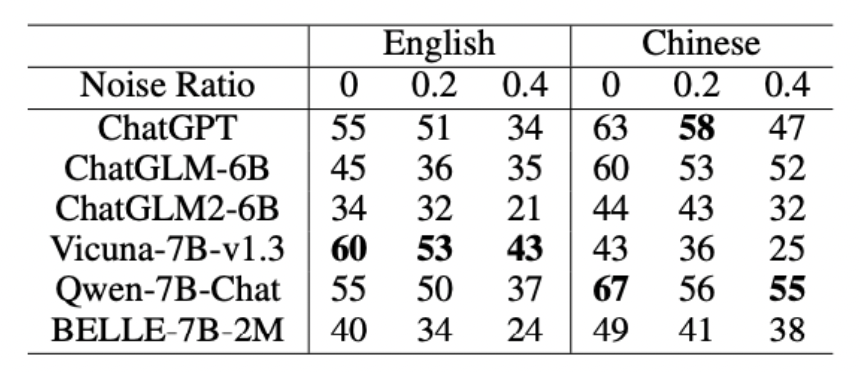 English Chinese
Noise Ratio 0 0.2 0.4 0 0.2 0.4
ChatGPT 55 51 34 63 58 47
ChatGLM-6B 45 36 35 60 53 52
ChatGLM2-6B 34 32 21 44 43 32
Vicuna-7B-v1.3 60 53 43 43 36 25
Qwen-7B-Chat 55 50 37 67 56 55
BELLE-7B-2M 40 34 24 49 41 38